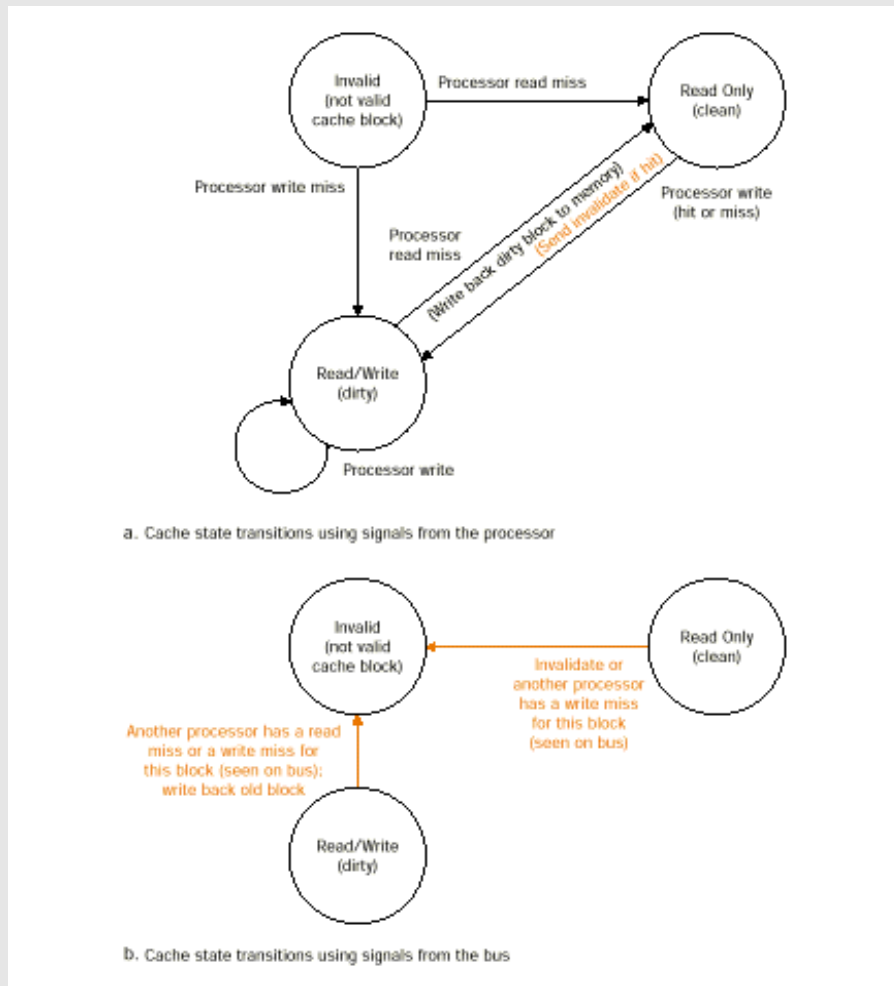 Invalid
(not valid
cache block)
Processor read miss
Read Only
(clean)
Processor write miss
Processor
read miss
(Write back dirty block to memory)
(Send invalidate if hit)
Processor write
(hit or miss)
Read/Write
(dirty)
Processor write
a. Cache state transitions using signals from the processor
Invalid
(not valid
cache block)
Read Only
(clean)
Invalidate or
another processor
has a write miss
for this block
(seen on bus)
Another processor has a read
miss or a write miss for
this block (seen on bus);
write back old block
Read/Write
(dirty)
b. Cache state transitions using signals from the bus